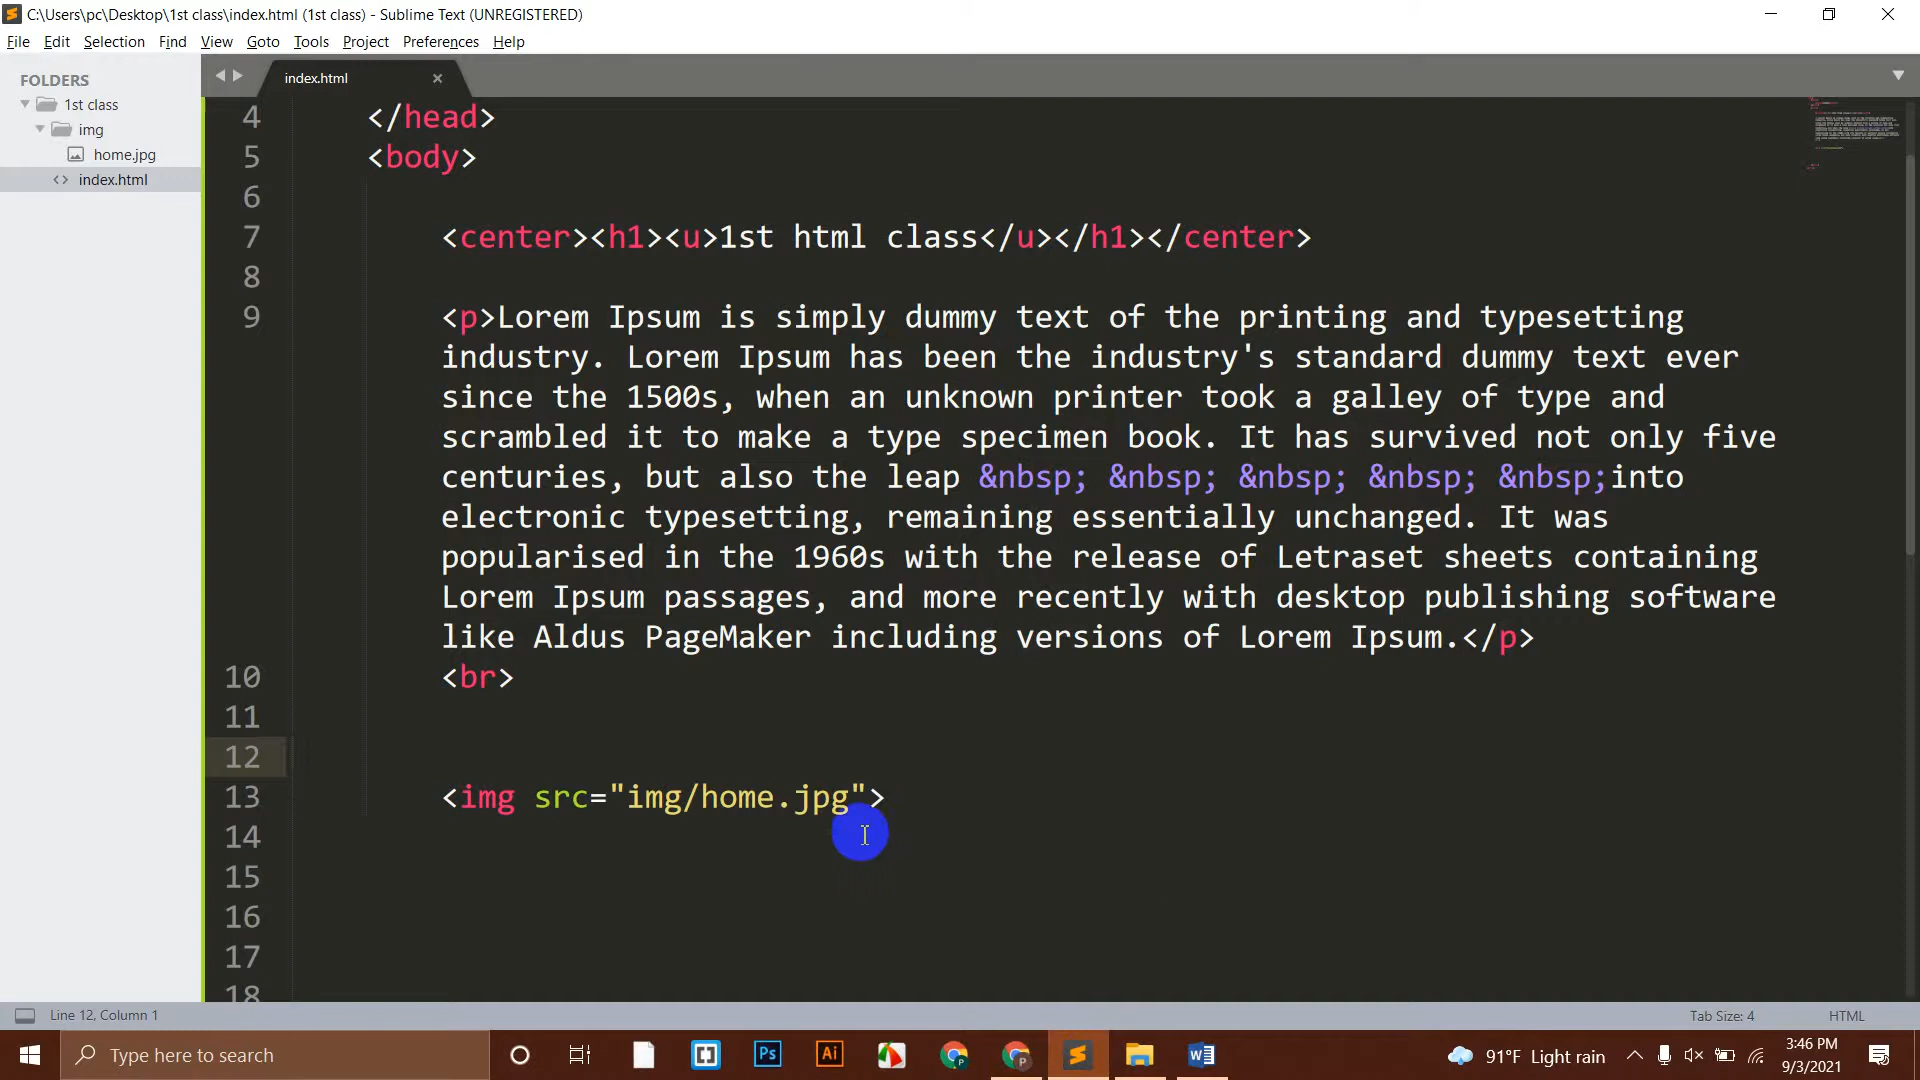 C:\Users\pc\Desktop\1st class\index.html (1st class) - Sublime Text (UNREGISTERED)
File Edit Selection Find View Goto Tools Project Preferences Help
FOLDERS
1st class
img
home.jpg
index.html
index.html
4 </head>
5 <body>
6
7 <center><h1><u>1st html class</u></h1></center>
8
9 <p>Lorem Ipsum is simply dummy text of the printing and typesetting
industry. Lorem Ipsum has been the industry's standard dummy text ever
since the 1500s, when an unknown printer took a galley of type and
scrambled it to make a type specimen book. It has survived not only five
centuries, but also the leap &nbsp; &nbsp; &nbsp; &nbsp; &nbsp;into
electronic typesetting, remaining essentially unchanged. It was
popularised in the 1960s with the release of Letraset sheets containing
Lorem Ipsum passages, and more recently with desktop publishing software
like Aldus PageMaker including versions of Lorem Ipsum.</p>
10 <br>
11
12
13 <img src="img/home.jpg">
14
15
16
17
18
Line 12, Column 1 Tab Size: 4 HTML
Type here to search
Ps
Ai
91°F Light rain
3:46 PM
9/3/2021